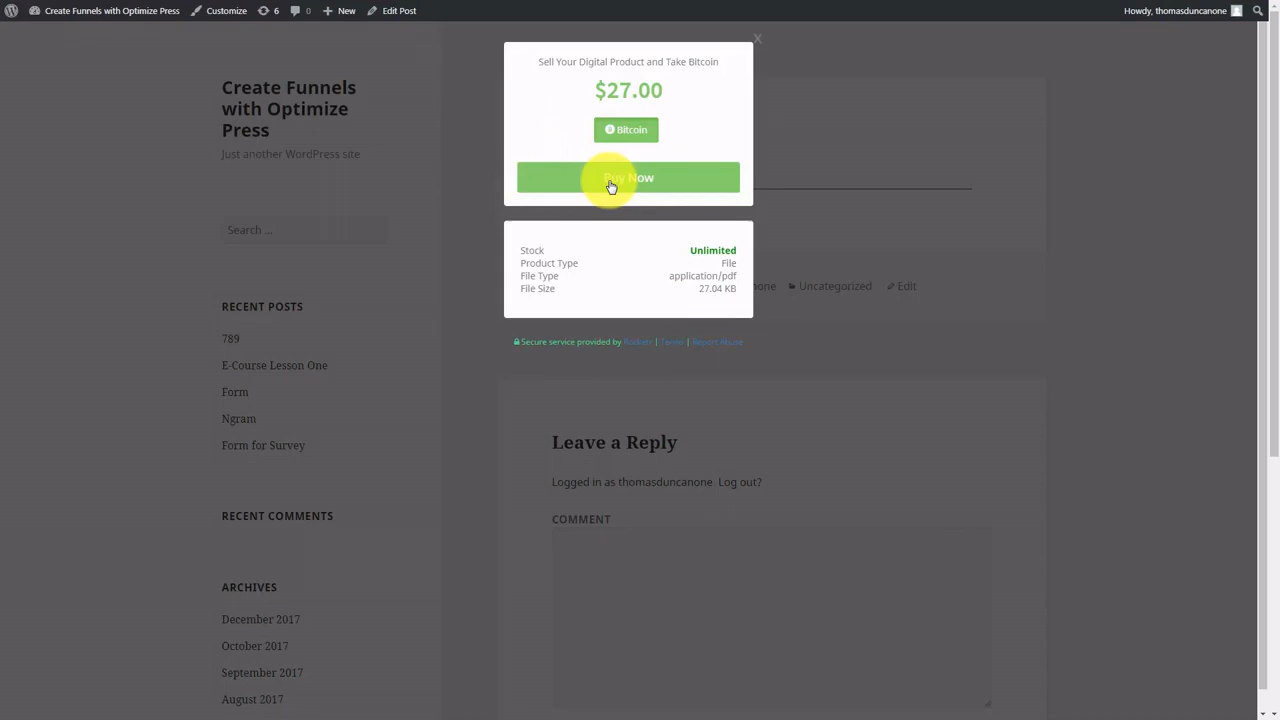 Create Funnels with Optimize Press
Customize
6
0
New
Edit Post
Howdy, thomasduncanone
X
Create Funnels
with Optimize
Press
Just another WordPress site
Search ...
RECENT POSTS
789
E-Course Lesson One
Form
Ngram
Form for Survey
RECENT COMMENTS
ARCHIVES
December 2017
October 2017
September 2017
August 2017
Sell Your Digital Product and Take Bitcoin
$27.00
Bitcoin
Buy Now
Stock Unlimited
Product Type File
File Type application/pdf
File Size 27.04 KB
Secure service provided by Rocketr | Terms | Report Abuse
Uncategorized
Edit
Leave a Reply
Logged in as thomasduncanone. Log out?
COMMENT